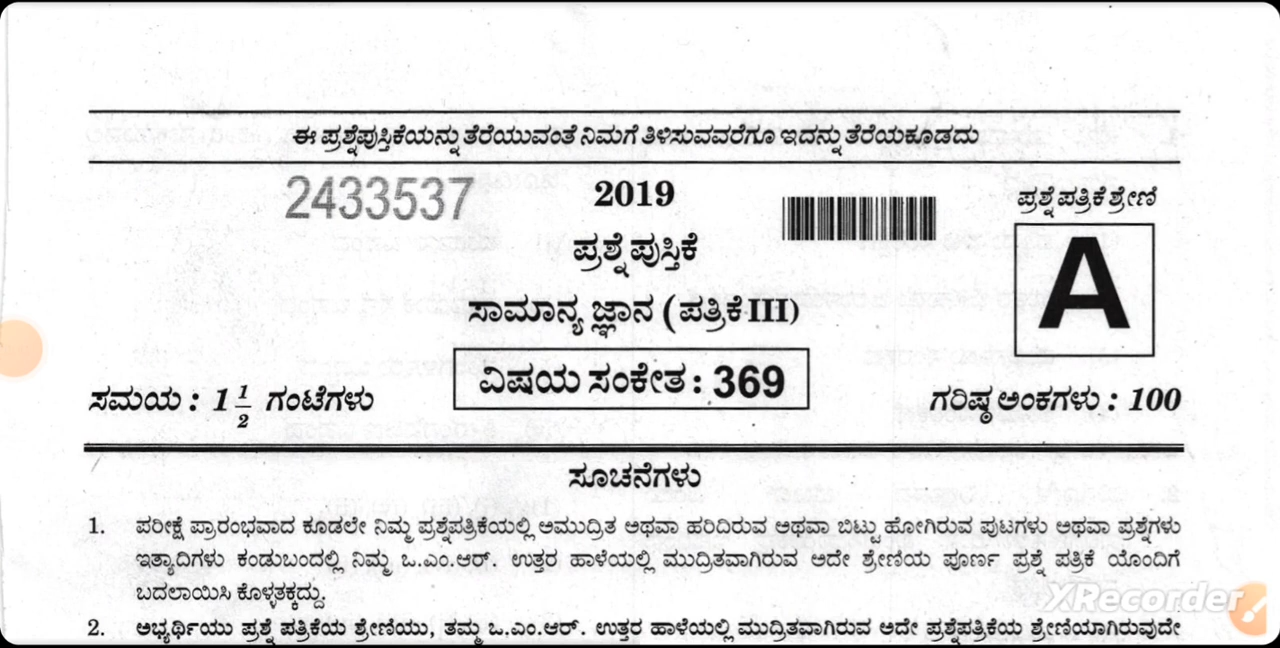 ಈ ಪ್ರಶ್ನೆಪುಸ್ತಿಕೆಯನ್ನು ತೆರೆಯುವಂತೆ ನಿಮಗೆ ತಿಳಿಸುವವರೆಗೂ ಇದನ್ನು ತೆರೆಯಕೂಡದು
2433537
2019
ಪ್ರಶ್ನೆಪತ್ರಿಕೆ ಶ್ರೇಣಿ
A
ಪ್ರಶ್ನೆ ಪುಸ್ತಿಕೆ
ಸಾಮಾನ್ಯ ಜ್ಞಾನ (ಪತ್ರಿಕೆ III)
ವಿಷಯ ಸಂಕೇತ : 369
ಸಮಯ : 1 1/2 ಗಂಟೆಗಳು
ಗರಿಷ್ಠ ಅಂಕಗಳು : 100
ಸೂಚನೆಗಳು
1. ಪರೀಕ್ಷೆ ಪ್ರಾರಂಭವಾದ ಕೂಡಲೇ ನಿಮ್ಮ ಪ್ರಶ್ನೆಪತ್ರಿಕೆಯಲ್ಲಿ ಅಮುದ್ರಿತ ಅಥವಾ ಹರಿದಿರುವ ಅಥವಾ ಬಿಟ್ಟು ಹೋಗಿರುವ ಪುಟಗಳು ಅಥವಾ ಪ್ರಶ್ನೆಗಳು
ಇತ್ಯಾದಿಗಳು ಕಂಡುಬಂದಲ್ಲಿ ನಿಮ್ಮ ಒ.ಎಂ.ಆರ್. ಉತ್ತರ ಹಾಳೆಯಲ್ಲಿ ಮುದ್ರಿತವಾಗಿರುವ ಅದೇ ಶ್ರೇಣಿಯ ಪೂರ್ಣ ಪ್ರಶ್ನೆ ಪತ್ರಿಕೆ ಯೊಂದಿಗೆ
ಬದಲಾಯಿಸಿ ಕೊಳ್ಳತಕ್ಕದ್ದು.
2. ಅಭ್ಯರ್ಥಿಯು ಪ್ರಶ್ನೆ ಪತ್ರಿಕೆಯ ಶ್ರೇಣಿಯು, ತಮ್ಮ ಒ.ಎಂ.ಆರ್. ಉತ್ತರ ಹಾಳೆಯಲ್ಲಿ ಮುದ್ರಿತವಾಗಿರುವ ಅದೇ ಪ್ರಶ್ನೆಪತ್ರಿಕೆಯ ಶ್ರೇಣಿಯಾಗಿರುವುದೇ
XRecorder